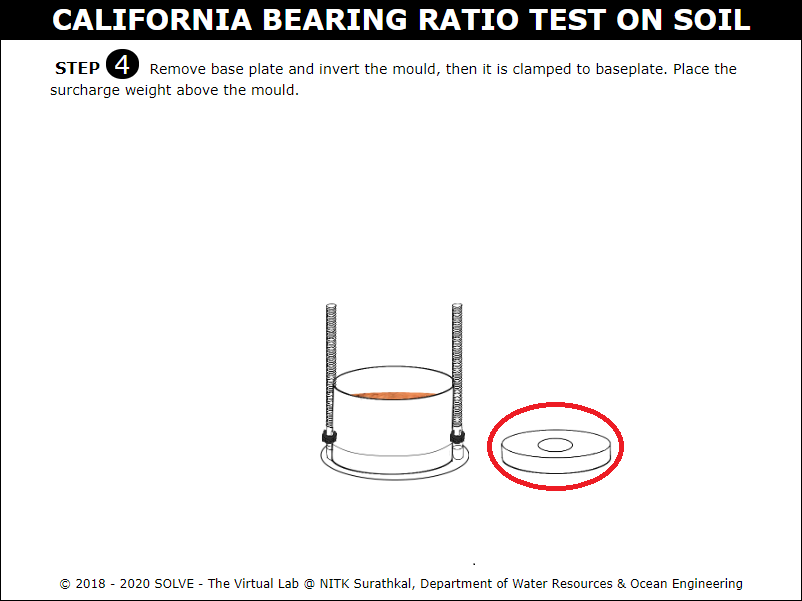 CALIFORNIA BEARING RATIO TEST ON SOIL
STEP 4 Remove base plate and invert the mould, then it is clamped to baseplate. Place the
surcharge weight above the mould.
.
© 2018 - 2020 SOLVE - The Virtual Lab @ NITK Surathkal, Department of Water Resources & Ocean Engineering